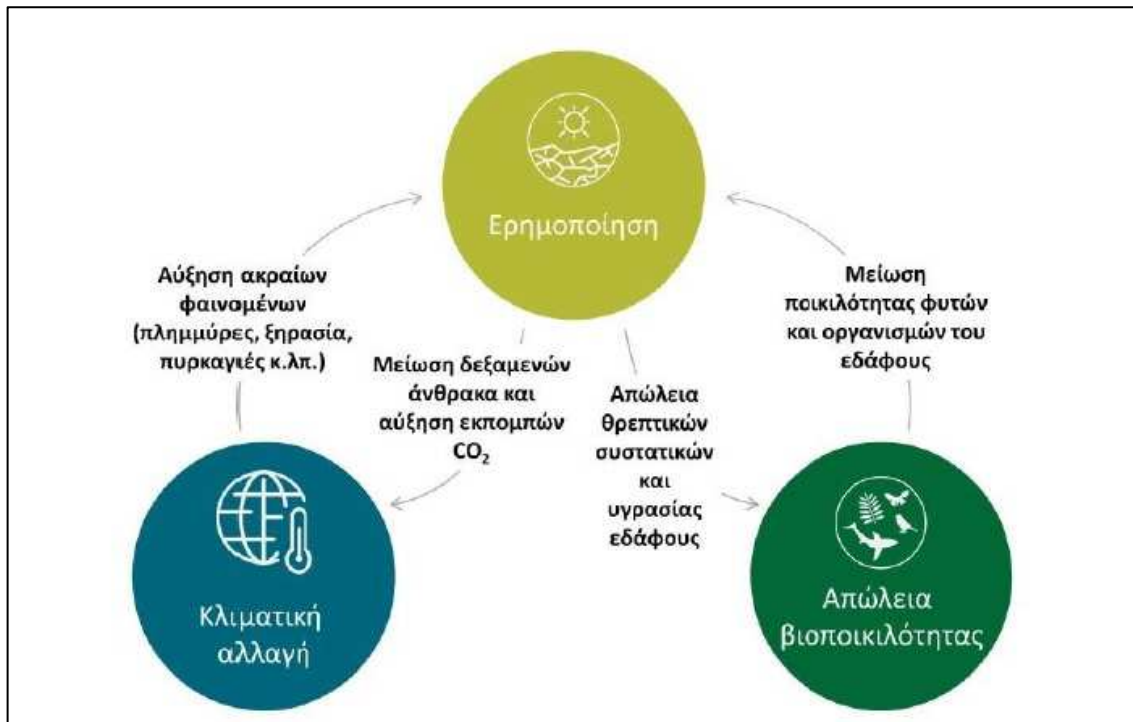 Ερημοποίηση
Αύξηση ακραίων
φαινομένων
(πλημμύρες, ξηρασία,
πυρκαγιές κ.λπ.)
Μείωση δεξαμενών
άνθρακα και
αύξηση εκπομπών
CO₂
Απώλεια
θρεπτικών
συστατικών
και
υγρασίας
εδάφους
Μείωση
ποικιλότητας φυτών
και οργανισμών του
εδάφους
Κλιματική
αλλαγή
Απώλεια
βιοποικιλότητας